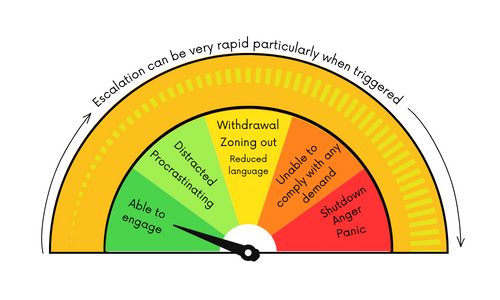 Escalation can be very rapid particularly when triggered
Able to
engage
Distracted
Procrastinating
Withdrawal
Zoning out
Reduced
language
Unable to
comply with any
demand
Shutdown
Anger
Panic